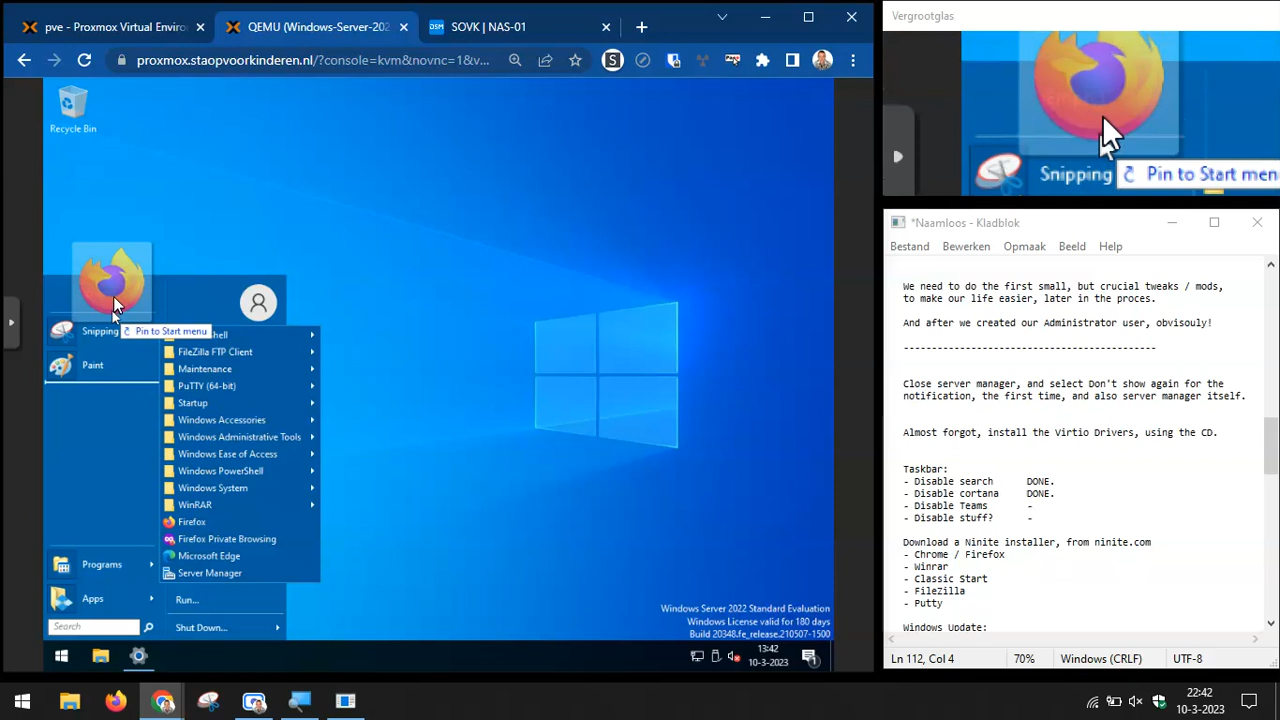 pve - Proxmox Virtual Enviro
QEMU (Windows-Server-202
DSM
SOVK | NAS-01
proxmox.staopvoorkinderen.nl/?console=kvm&novnc=1&v...
Recycle Bin
Snipping
Pin to Start menu
Paint
FileZilla FTP Client
Maintenance
PuTTY (64-bit)
Startup
Windows Accessories
Windows Administrative Tools
Windows Ease of Access
Windows PowerShell
Windows System
WinRAR
Firefox
Firefox Private Browsing
Microsoft Edge
Server Manager
Programs
Apps
Run...
Search
Shut Down...
Windows Server 2022 Standard Evaluation
Windows License valid for 180 days
Build 20348.fe_release.210507-1500
13:42
10-3-2023
1
Vergrootglas
Snipping
Pin to Start men
*Naamloos - Kladblok
Bestand Bewerken Opmaak Beeld Help
We need to do the first small, but crucial tweaks / mods,
to make our life easier, later in the proces.
And after we created our Administrator user, obvisouly!
---------------------------------------------
Close server manager, and select Don't show again for the
notification, the first time, and also server manager itself.
Almost forgot, install the Virtio Drivers, using the CD.
Taskbar:
- Disable search DONE.
- Disable cortana DONE.
- Disable Teams -
- Disable stuff? -
Download a Ninite installer, from ninite.com
- Chrome / Firefox
- Winrar
- Classic Start
- FileZilla
- Putty
Windows Update:
Ln 112, Col 4
70%
Windows (CRLF)
UTF-8
22:42
10-3-2023